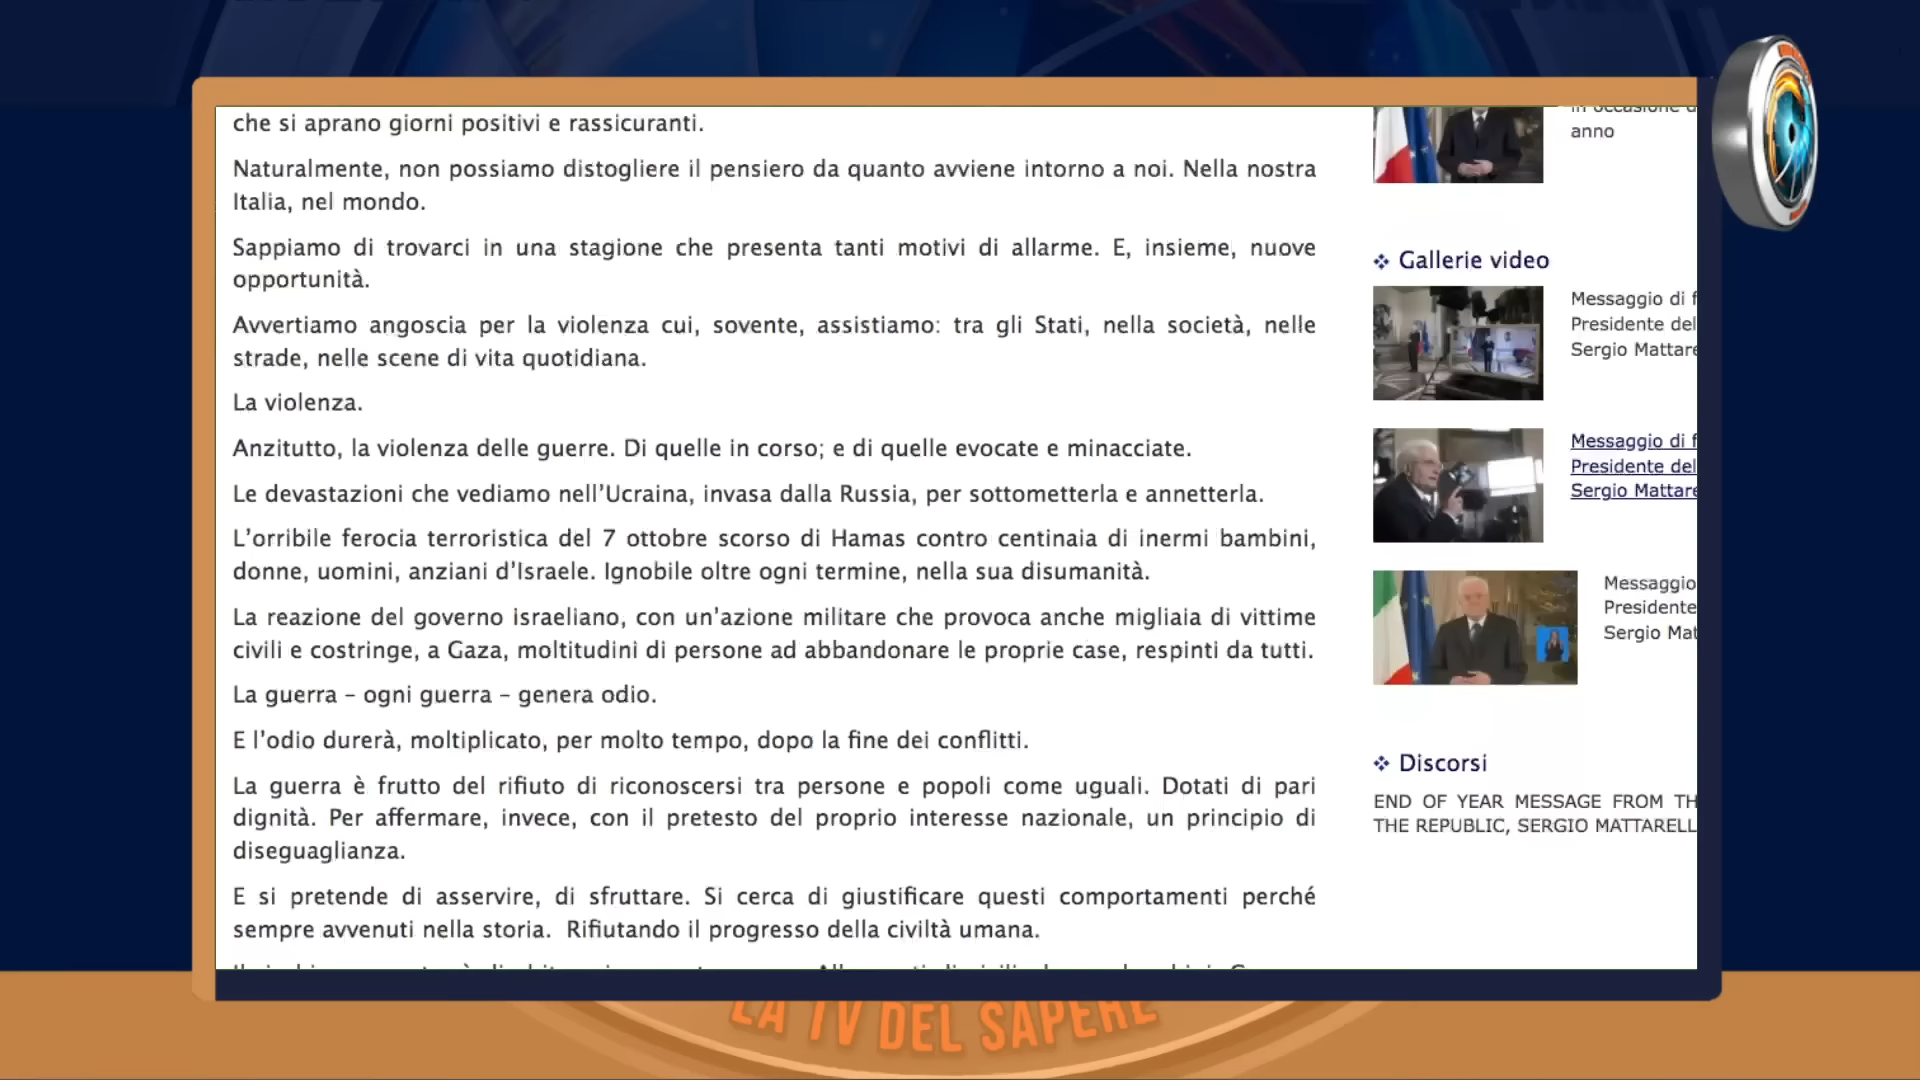 che si aprano giorni positivi e rassicuranti.
Naturalmente, non possiamo distogliere il pensiero da quanto avviene intorno a noi. Nella nostra
Italia, nel mondo.
Sappiamo di trovarci in una stagione che presenta tanti motivi di allarme. E, insieme, nuove
opportunità.
Avvertiamo angoscia per la violenza cui, sovente, assistiamo: tra gli Stati, nella società, nelle
strade, nelle scene di vita quotidiana.
La violenza.
Anzitutto, la violenza delle guerre. Di quelle in corso; e di quelle evocate e minacciate.
Le devastazioni che vediamo nell’Ucraina, invasa dalla Russia, per sottometterla e annetterla.
L’orribile ferocia terroristica del 7 ottobre scorso di Hamas contro centinaia di inermi bambini,
donne, uomini, anziani d’Israele. Ignobile oltre ogni termine, nella sua disumanità.
La reazione del governo israeliano, con un’azione militare che provoca anche migliaia di vittime
civili e costringe, a Gaza, moltitudini di persone ad abbandonare le proprie case, respinti da tutti.
La guerra – ogni guerra – genera odio.
E l’odio durerà, moltiplicato, per molto tempo, dopo la fine dei conflitti.
La guerra è frutto del rifiuto di riconoscersi tra persone e popoli come uguali. Dotati di pari
dignità. Per affermare, invece, con il pretesto del proprio interesse nazionale, un principio di
diseguaglianza.
E si pretende di asservire, di sfruttare. Si cerca di giustificare questi comportamenti perché
sempre avvenuti nella storia. Rifiutando il progresso della civiltà umana.
in occasione d
anno
Gallerie video
Messaggio di f
Presidente del
Sergio Mattare
Messaggio di f
Presidente del
Sergio Mattare
Messaggio
Presidente
Sergio Mat
Discorsi
END OF YEAR MESSAGE FROM TH
THE REPUBLIC, SERGIO MATTARELL
LA TV DEL SAPERE